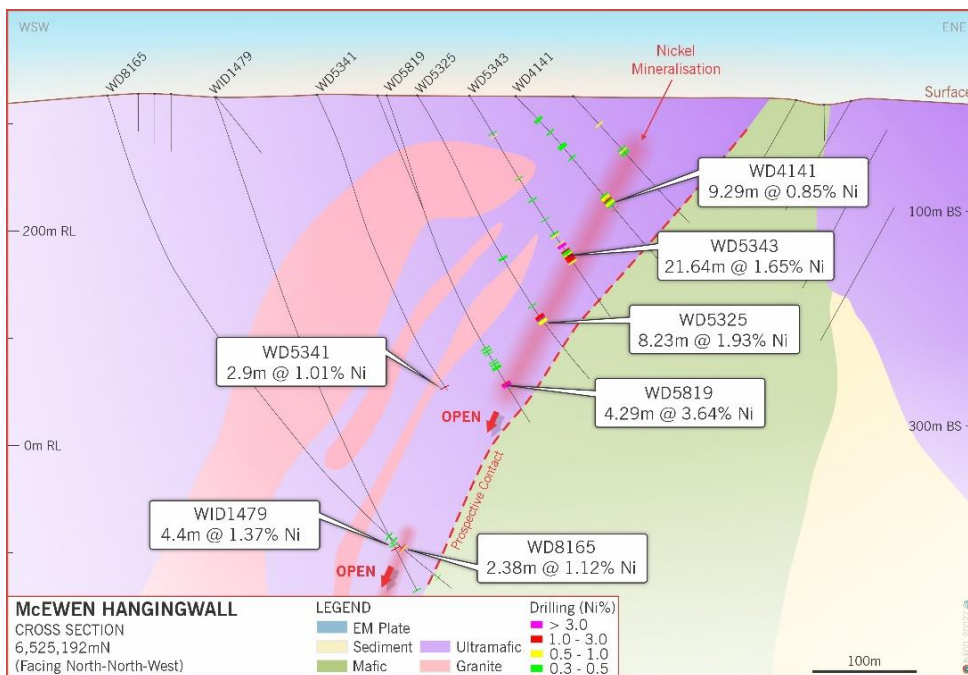 WSW
ENE
WD8165
WID1479
WD5341
WD5819
WD5325
WD5343
WD4141
Nickel
Mineralisation
Surface
WD4141
9.29m @ 0.85% Ni
100m BS
200m RL
WD5343
21.64m @ 1.65% Ni
WD5325
8.23m @ 1.93% Ni
WD5341
2.9m @ 1.01% Ni
WD5819
4.29m @ 3.64% Ni
OPEN
0m RL
300m BS
Prospective Contact
WID1479
4.4m @ 1.37% Ni
WD8165
2.38m @ 1.12% Ni
OPEN
McEWEN HANGINGWALL
CROSS SECTION
6,525,192mN
(Facing North-North-West)
LEGEND
EM Plate
Sediment
Ultramafic
Mafic
Granite
Drilling (Ni%)
> 3.0
1.0 - 3.0
0.5 - 1.0
0.3 - 0.5
100m